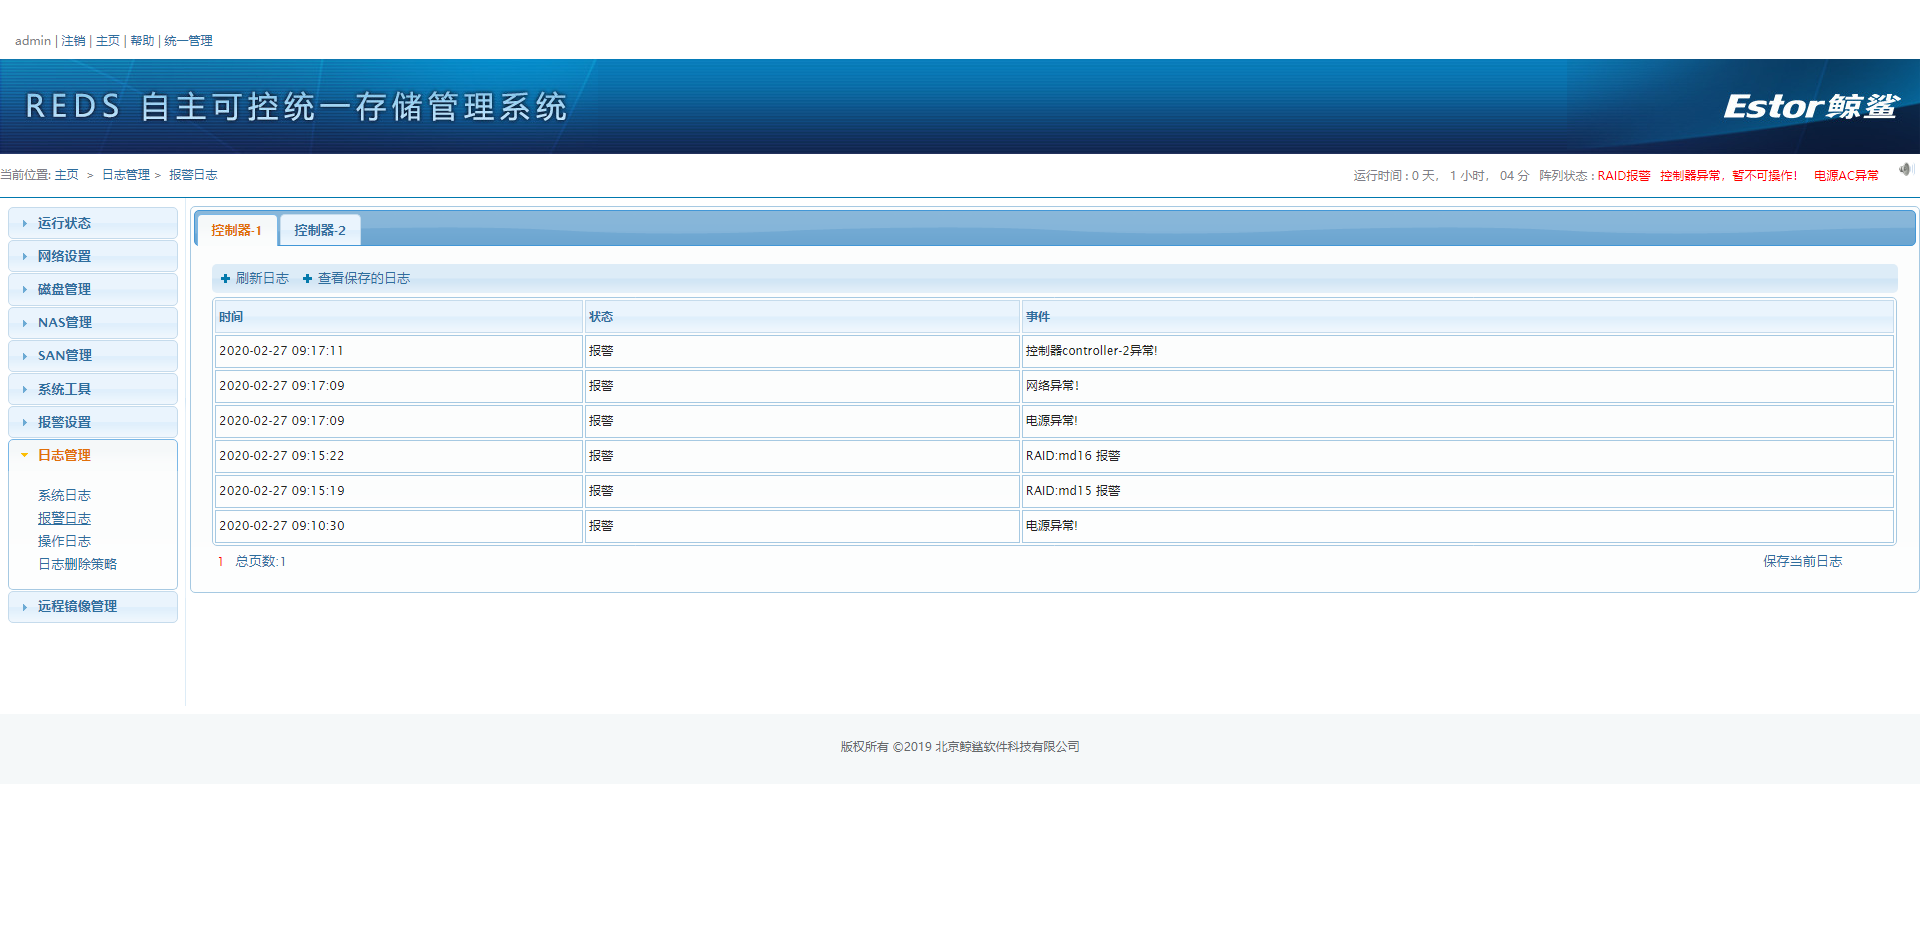 admin | 注销 | 主页 | 帮助 | 统一管理
REDS 自主可控统一存储管理系统
Estor鲸鲨
当前位置: 主页 > 日志管理 > 报警日志
运行时间 : 0 天, 1 小时, 04 分 阵列状态 : RAID报警 控制器异常，暂不可操作! 电源AC异常
运行状态
网络设置
磁盘管理
NAS管理
SAN管理
系统工具
报警设置
日志管理
系统日志
报警日志
操作日志
日志删除策略
远程镜像管理
控制器-1 控制器-2
刷新日志 查看保存的日志
时间 状态 事件
2020-02-27 09:17:11 报警 控制器controller-2异常!
2020-02-27 09:17:09 报警 网络异常!
2020-02-27 09:17:09 报警 电源异常!
2020-02-27 09:15:22 报警 RAID:md16 报警
2020-02-27 09:15:19 报警 RAID:md15 报警
2020-02-27 09:10:30 报警 电源异常!
1 总页数:1 保存当前日志
版权所有 ©2019 北京鲸鲨软件科技有限公司